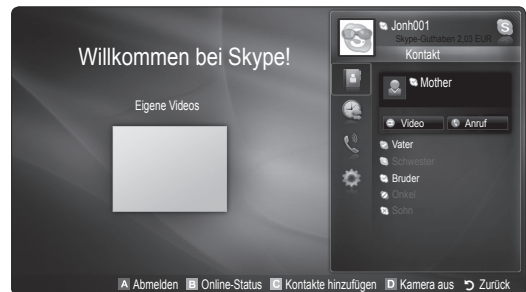 Willkommen bei Skype!
Eigene Videos
Jonh001
Skype-Guthaben 2,03 EUR
Kontakt
Mother
Video Anruf
Vater
Schwester
Bruder
Onkel
Sohn
A Abmelden B Online-Status C Kontakte hinzufügen D Kamera aus Zurück